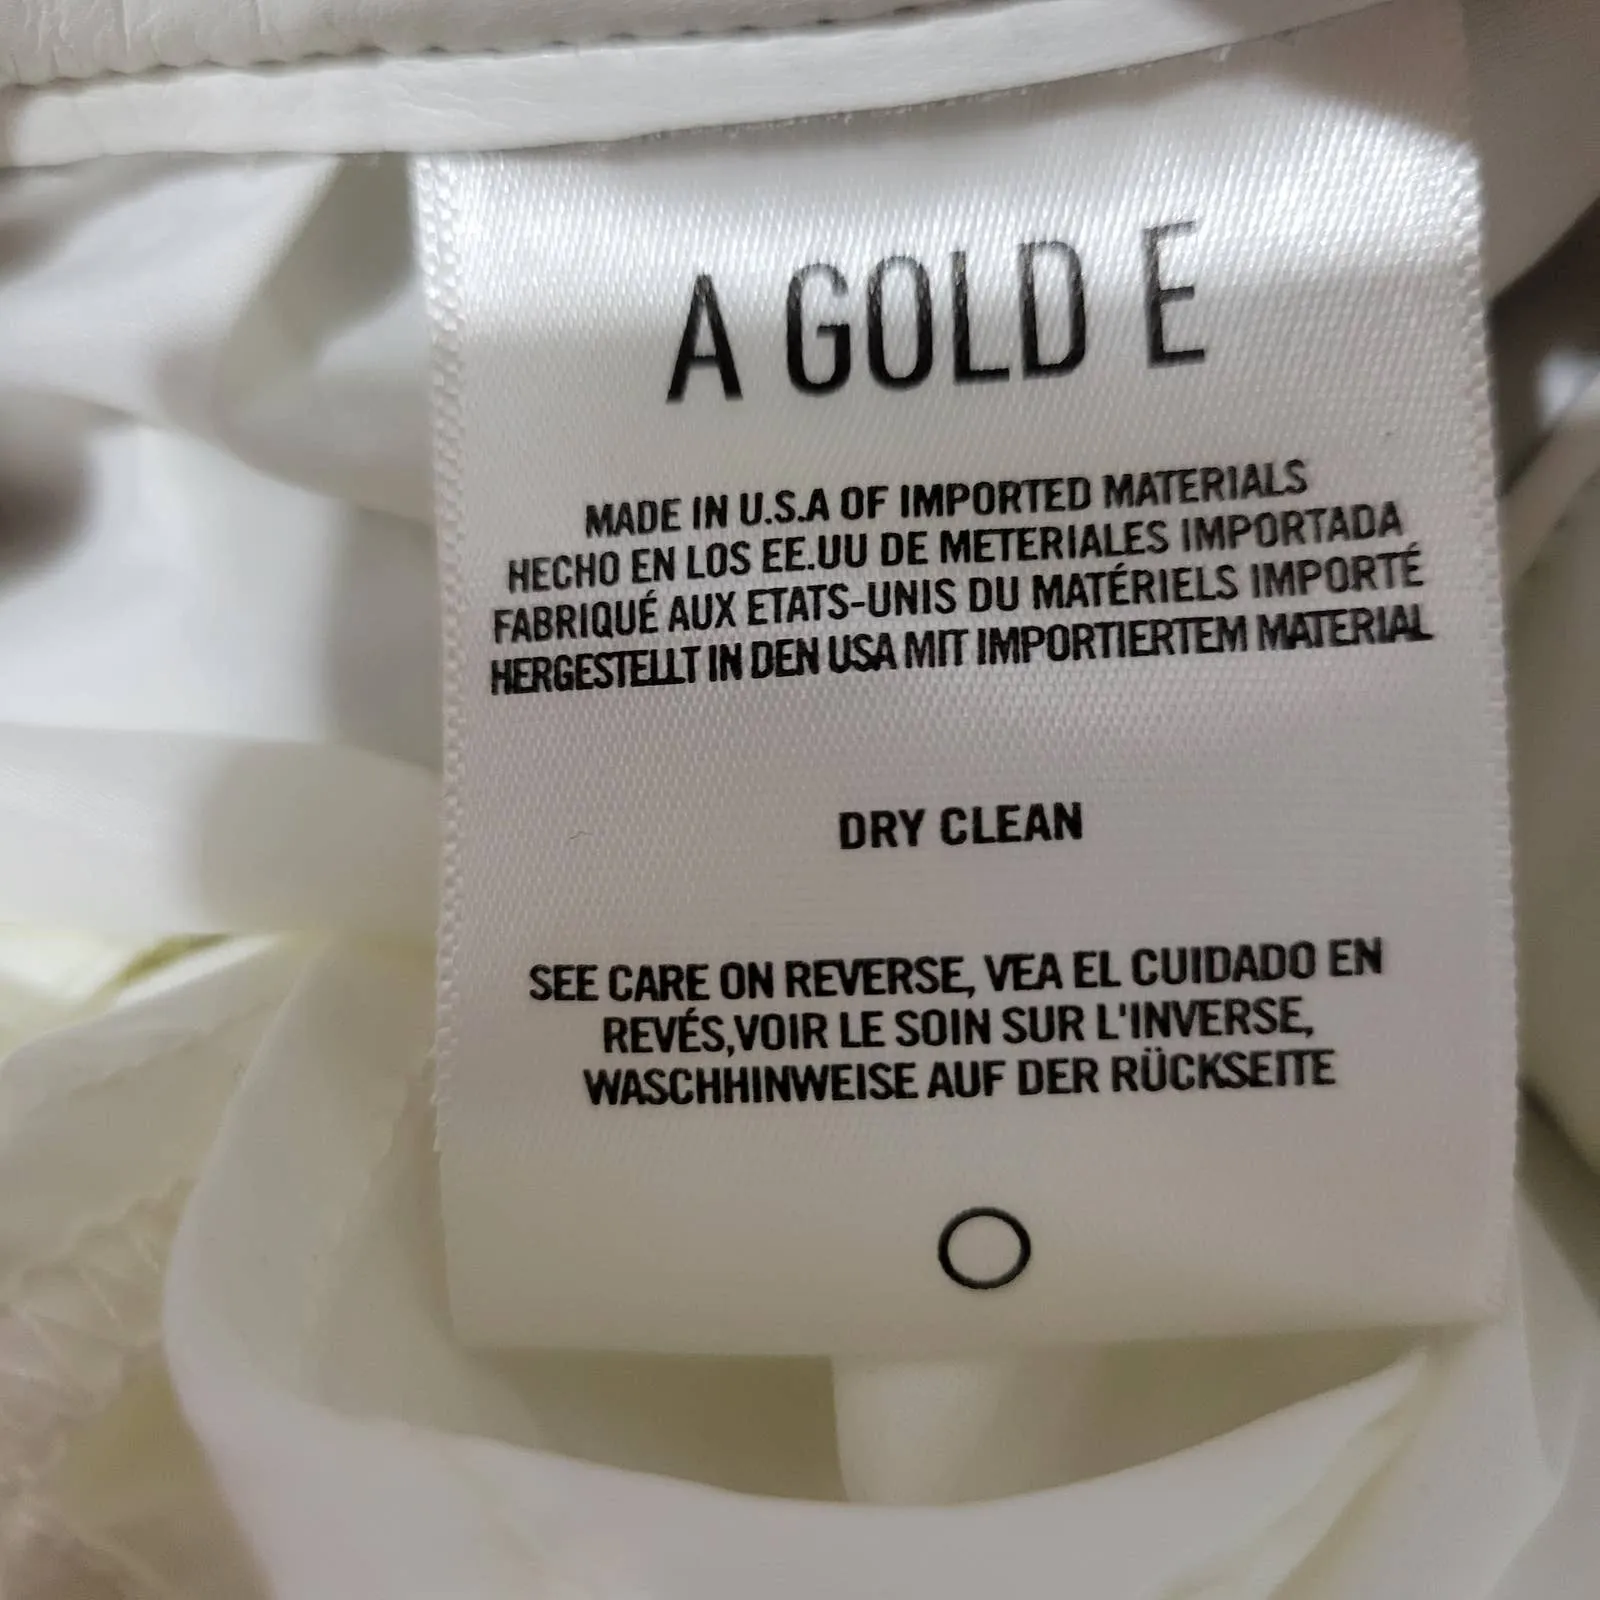 A GOLD E
MADE IN U.S.A OF IMPORTED MATERIALS
HECHO EN LOS EE.UU DE METERIALES IMPORTADA
FABRIQUÉ AUX ETATS-UNIS DU MATÉRIELS IMPORTÉ
HERGESTELLT IN DEN USA MIT IMPORTIERTEM MATERIAL
DRY CLEAN
SEE CARE ON REVERSE, VEA EL CUIDADO EN
REVÉS,VOIR LE SOIN SUR L'INVERSE,
WASCHHINWEISE AUF DER RÜCKSEITE